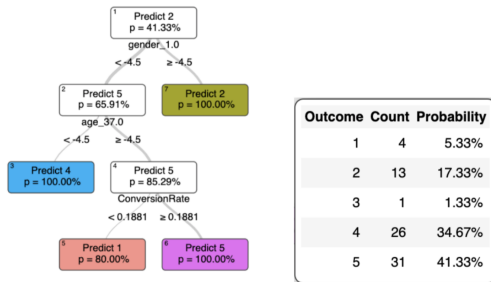 1
Predict 2
p = 41.33%
gender_1.0
< -4.5 ≥ -4.5
2
Predict 5
p = 65.91%
age_37.0
7
Predict 2
p = 100.00%
< -4.5 ≥ -4.5
3
Predict 4
p = 100.00%
4
Predict 5
p = 85.29%
ConversionRate
< 0.1881 ≥ 0.1881
5
Predict 1
p = 80.00%
6
Predict 5
p = 100.00%
Outcome Count Probability
1 4 5.33%
2 13 17.33%
3 1 1.33%
4 26 34.67%
5 31 41.33%